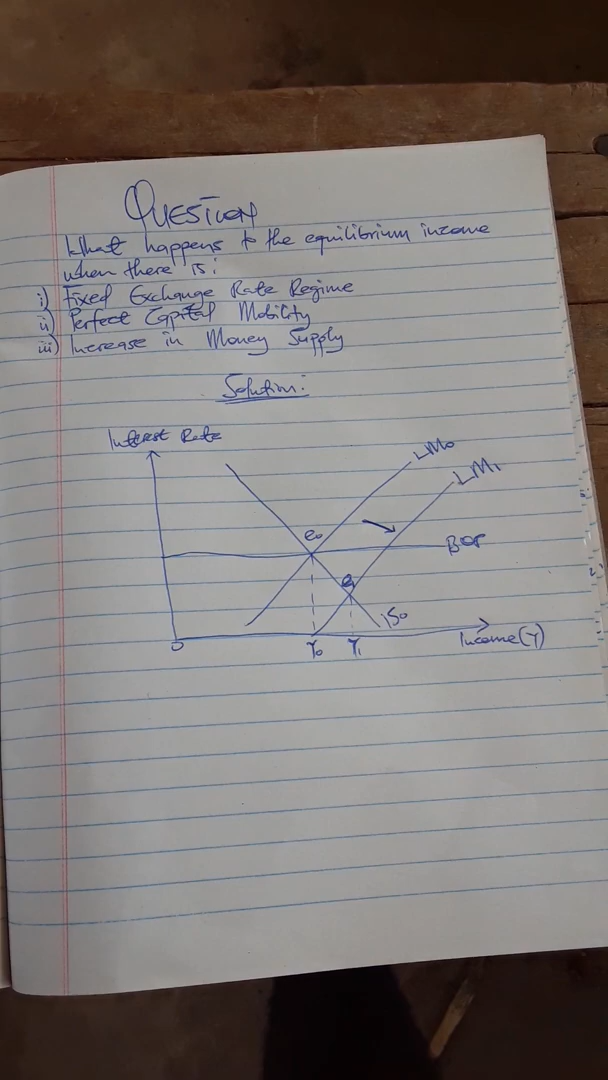 QUESTION
What happens to the equilibrium income
when there is:
i) Fixed Exchange Rate Regime
ii) Perfect Capital Mobility
iii) Increase in Money Supply
Solution:
Interest Rate
LM₀
LM₁
e₀
BOP
e₁
IS₀
0
Y₀
Y₁
Income(Y)